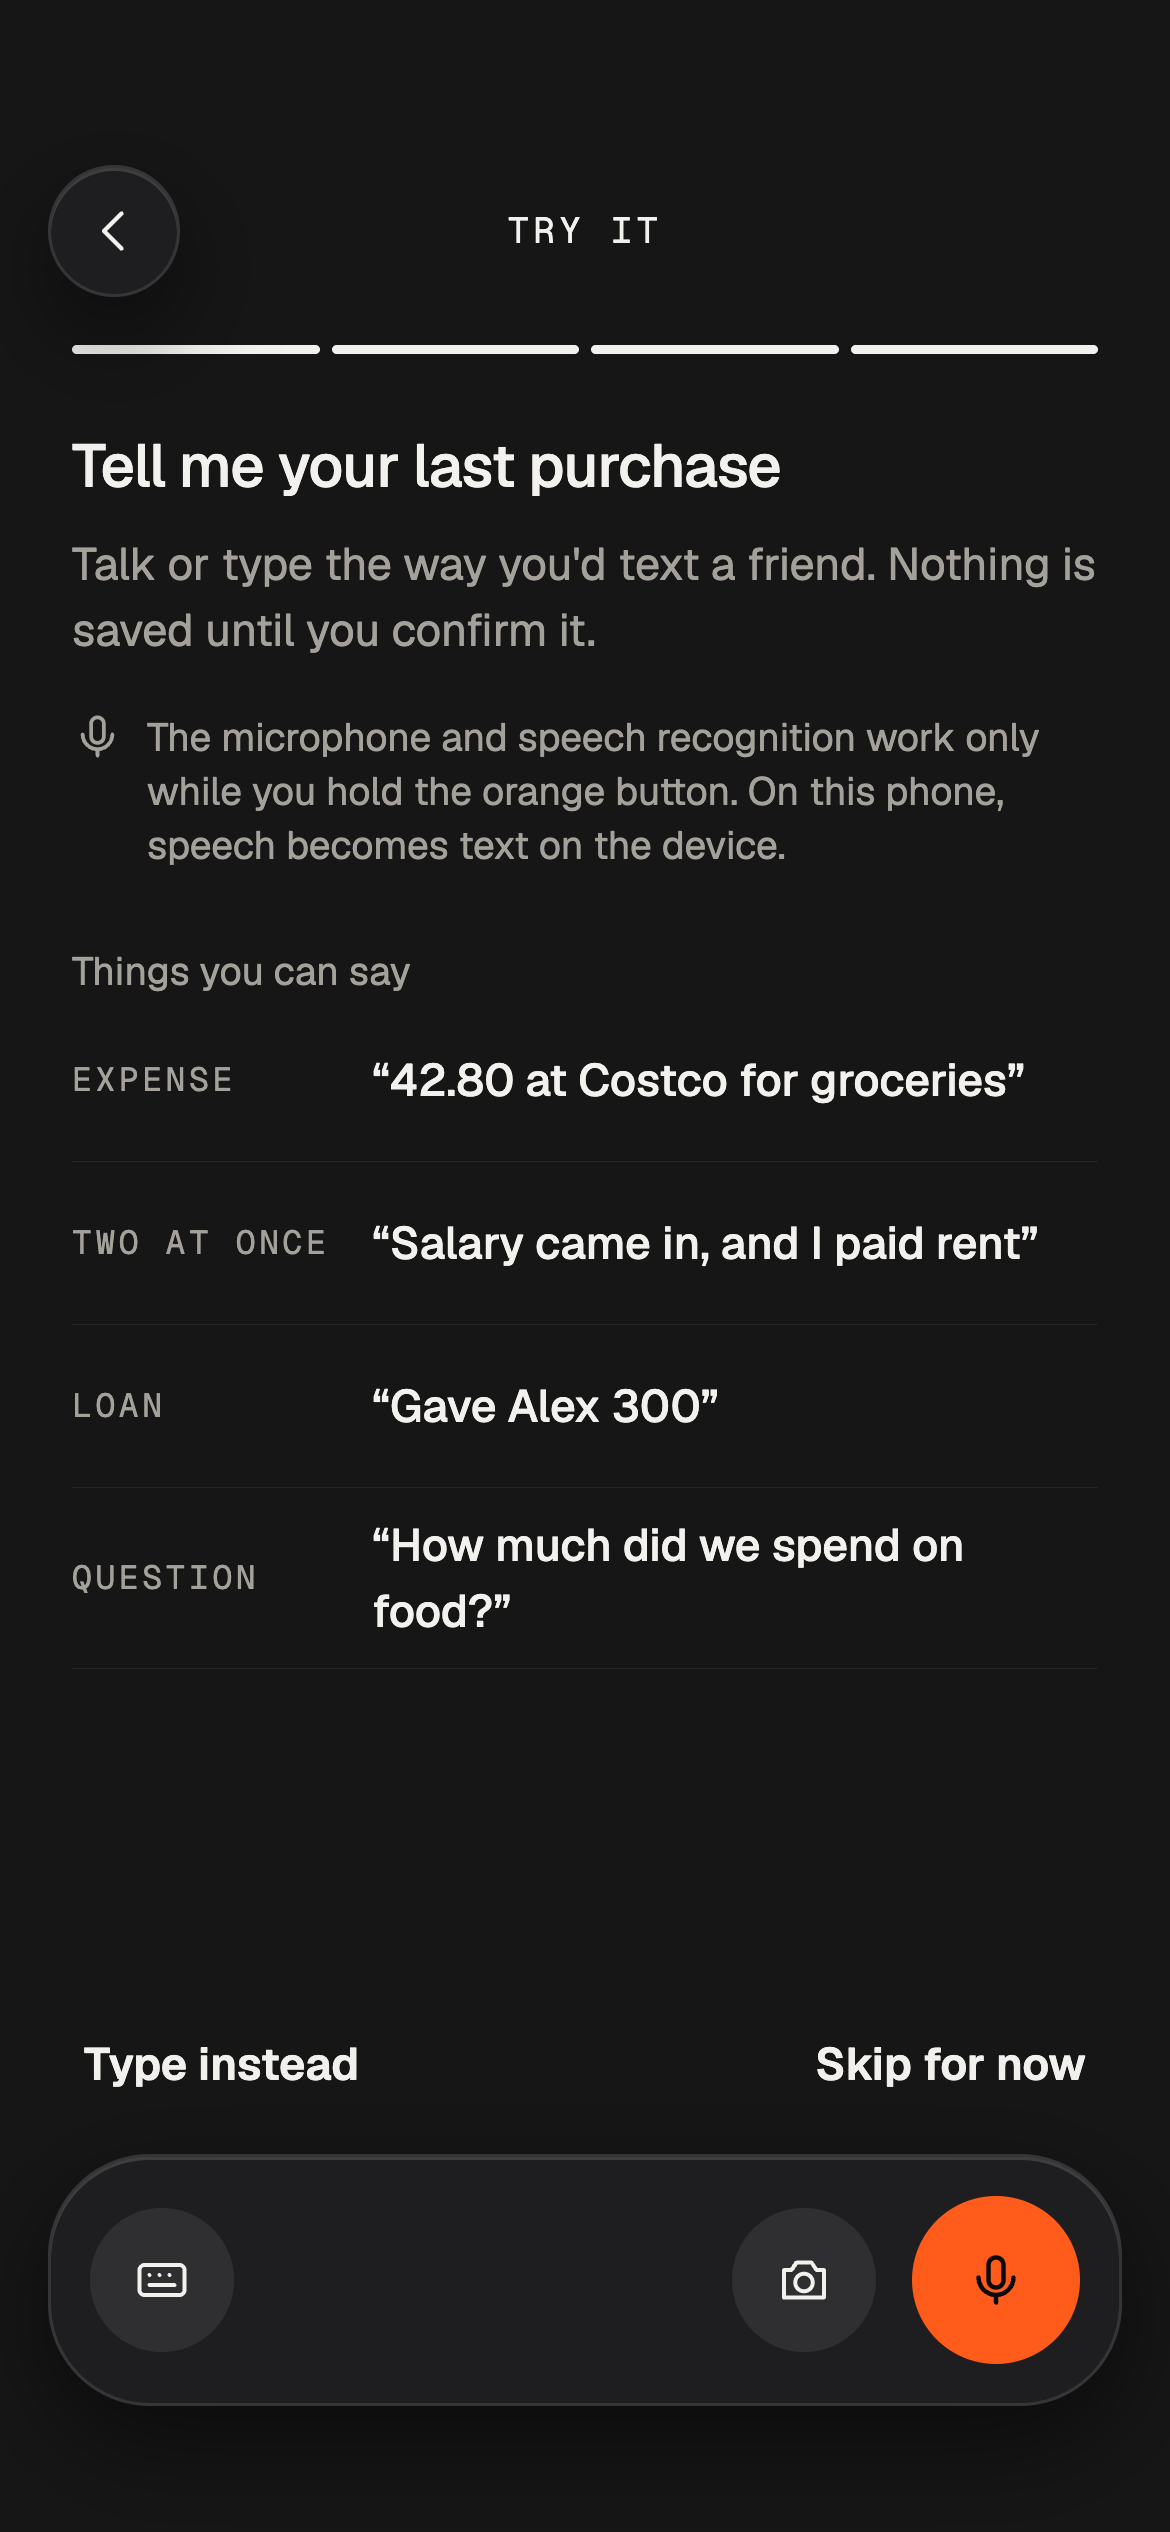 TRY IT
Tell me your last purchase
Talk or type the way you'd text a friend. Nothing is
saved until you confirm it.
The microphone and speech recognition work only
while you hold the orange button. On this phone,
speech becomes text on the device.
Things you can say
EXPENSE “42.80 at Costco for groceries”
TWO AT ONCE “Salary came in, and I paid rent”
LOAN “Gave Alex 300”
QUESTION “How much did we spend on
food?”
Type instead Skip for now